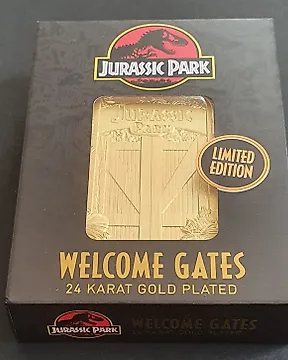 JURASSIC PARK
JURASSIC
PARK
LIMITED
EDITION
WELCOME GATES
24 KARAT GOLD PLATED
JURASSIC PARK
WELCOME GATES